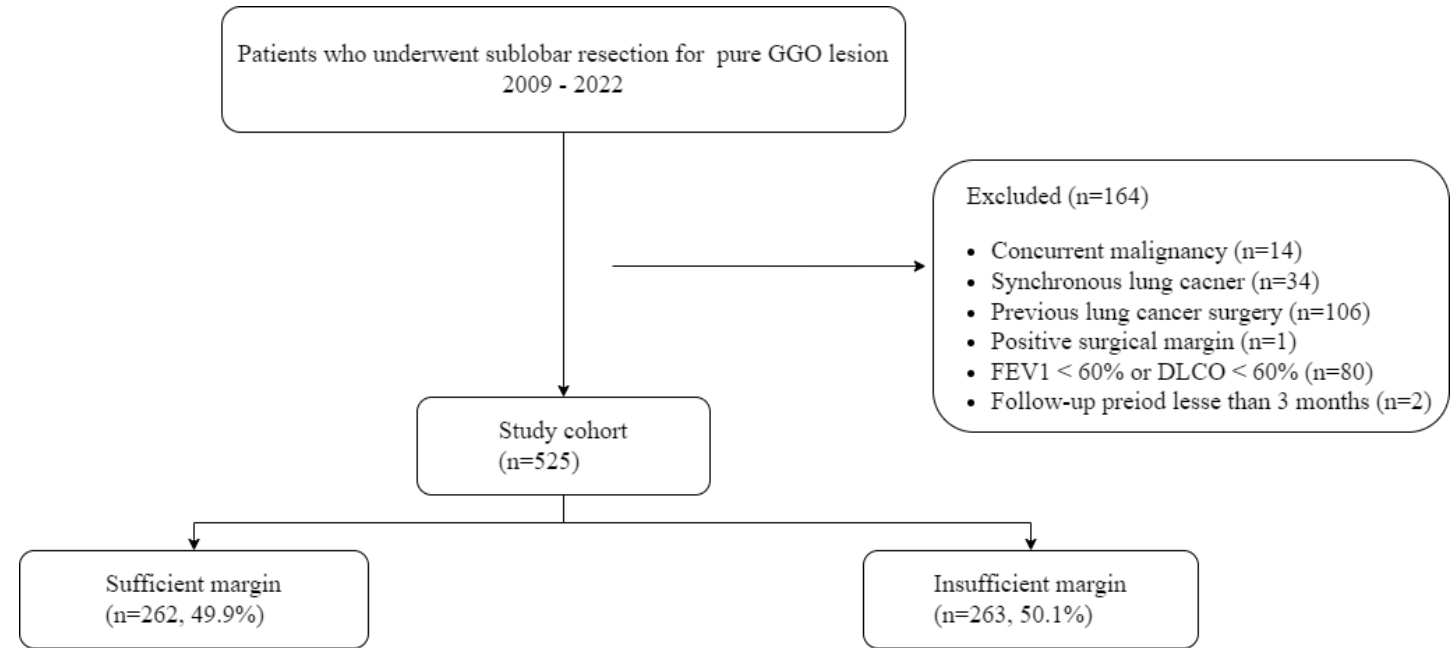 Patients who underwent sublobar resection for pure GGO lesion
2009 - 2022
Excluded (n=164)
• Concurrent malignancy (n=14)
• Synchronous lung cacner (n=34)
• Previous lung cancer surgery (n=106)
• Positive surgical margin (n=1)
• FEV1 < 60% or DLCO < 60% (n=80)
• Follow-up preiod lesse than 3 months (n=2)
Study cohort
(n=525)
Sufficient margin
(n=262, 49.9%)
Insufficient margin
(n=263, 50.1%)